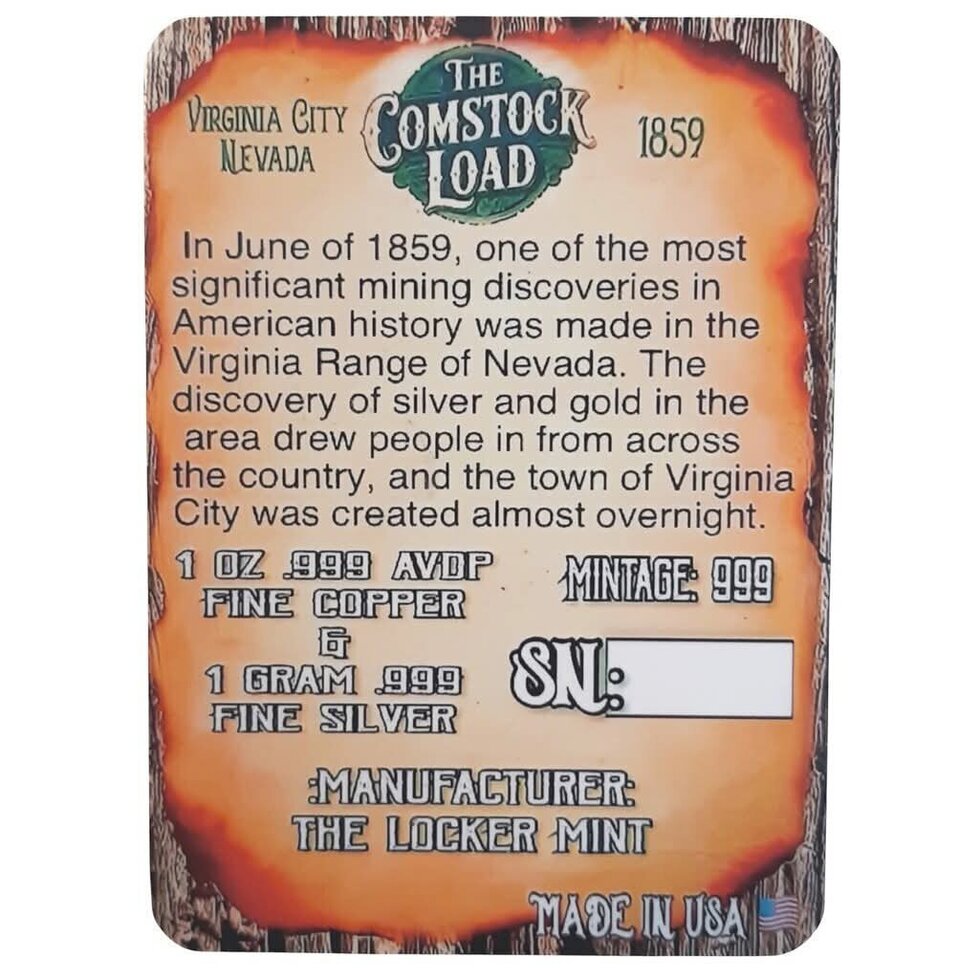 THE
COMSTOCK
LOAD
VIRGINIA CITY
NEVADA
1859
In June of 1859, one of the most
significant mining discoveries in
American history was made in the
Virginia Range of Nevada. The
discovery of silver and gold in the
area drew people in from across
the country, and the town of Virginia
City was created almost overnight.
1 OZ .999 AVDP
FINE COPPER
&
1 GRAM .999
FINE SILVER
MINTAGE: 999
SN:
:MANUFACTURER:
THE LOCKER MINT
MADE IN USA